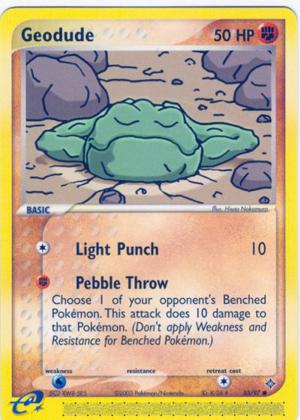 Geodude
50 HP
BASIC
Illus. Hisao Nakamura
Light Punch 10
Pebble Throw
Choose 1 of your opponent's Benched
Pokémon. This attack does 10 damage
to that Pokémon. (Don't apply Weakness and
Resistance for Benched Pokémon.)
weakness resistance retreat cost
©2003 Pokémon/Nintendo
e